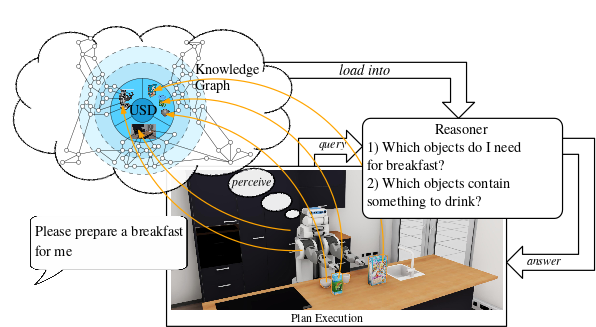 Knowledge
Graph
USD
load into
Reasoner
1) Which objects do I need
for breakfast?
2) Which objects contain
something to drink?
query
perceive
Please prepare a breakfast
for me
answer
Plan Execution